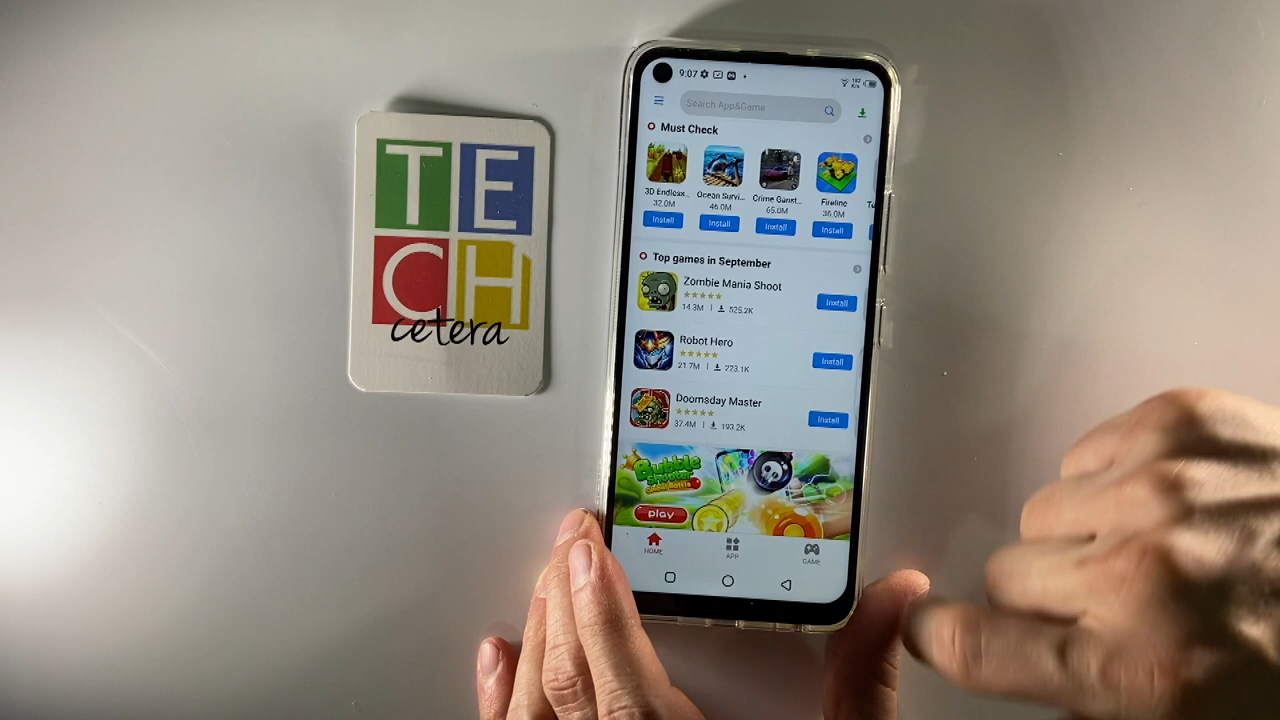 TE
CH
cetera
9:07
Search App&Game
Must Check
3D Endless... Ocean Survi... Crime Gangst... Fireline
32.0M 46.0M 65.0M 36.0M
Install Install Install Install
Top games in September
Zombie Mania Shoot
14.3M | 525.2K
Install
Robot Hero
21.7M | 223.1K
Install
Doomsday Master
37.4M | 193.2K
Install
Bubble
Shooter
play
HOME APP GAME